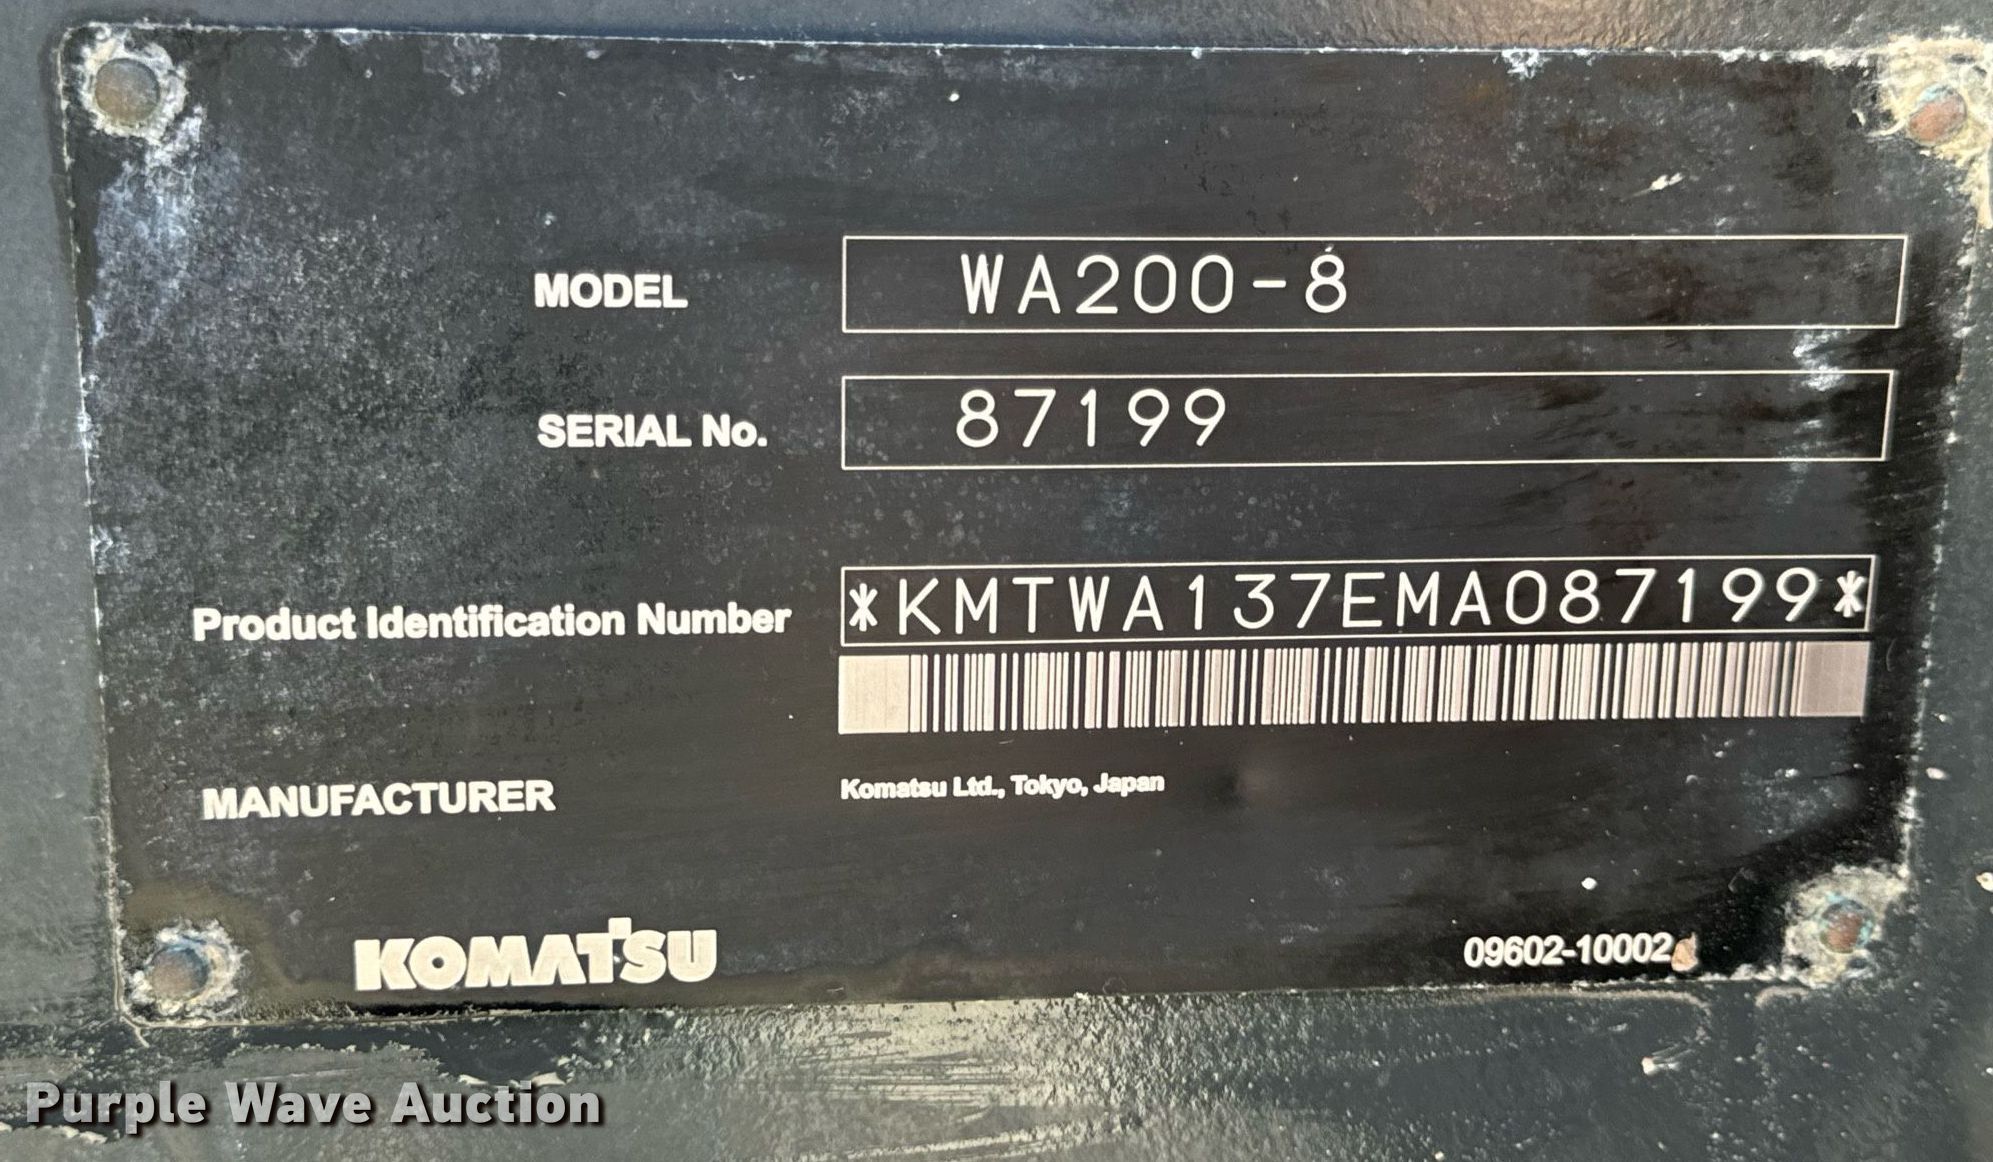 MODEL WA200-8
SERIAL No. 87199
Product Identification Number *KMTWA137EMA087199*
MANUFACTURER Komatsu Ltd., Tokyo, Japan
KOMATSU 09602-10002
Purple Wave Auction